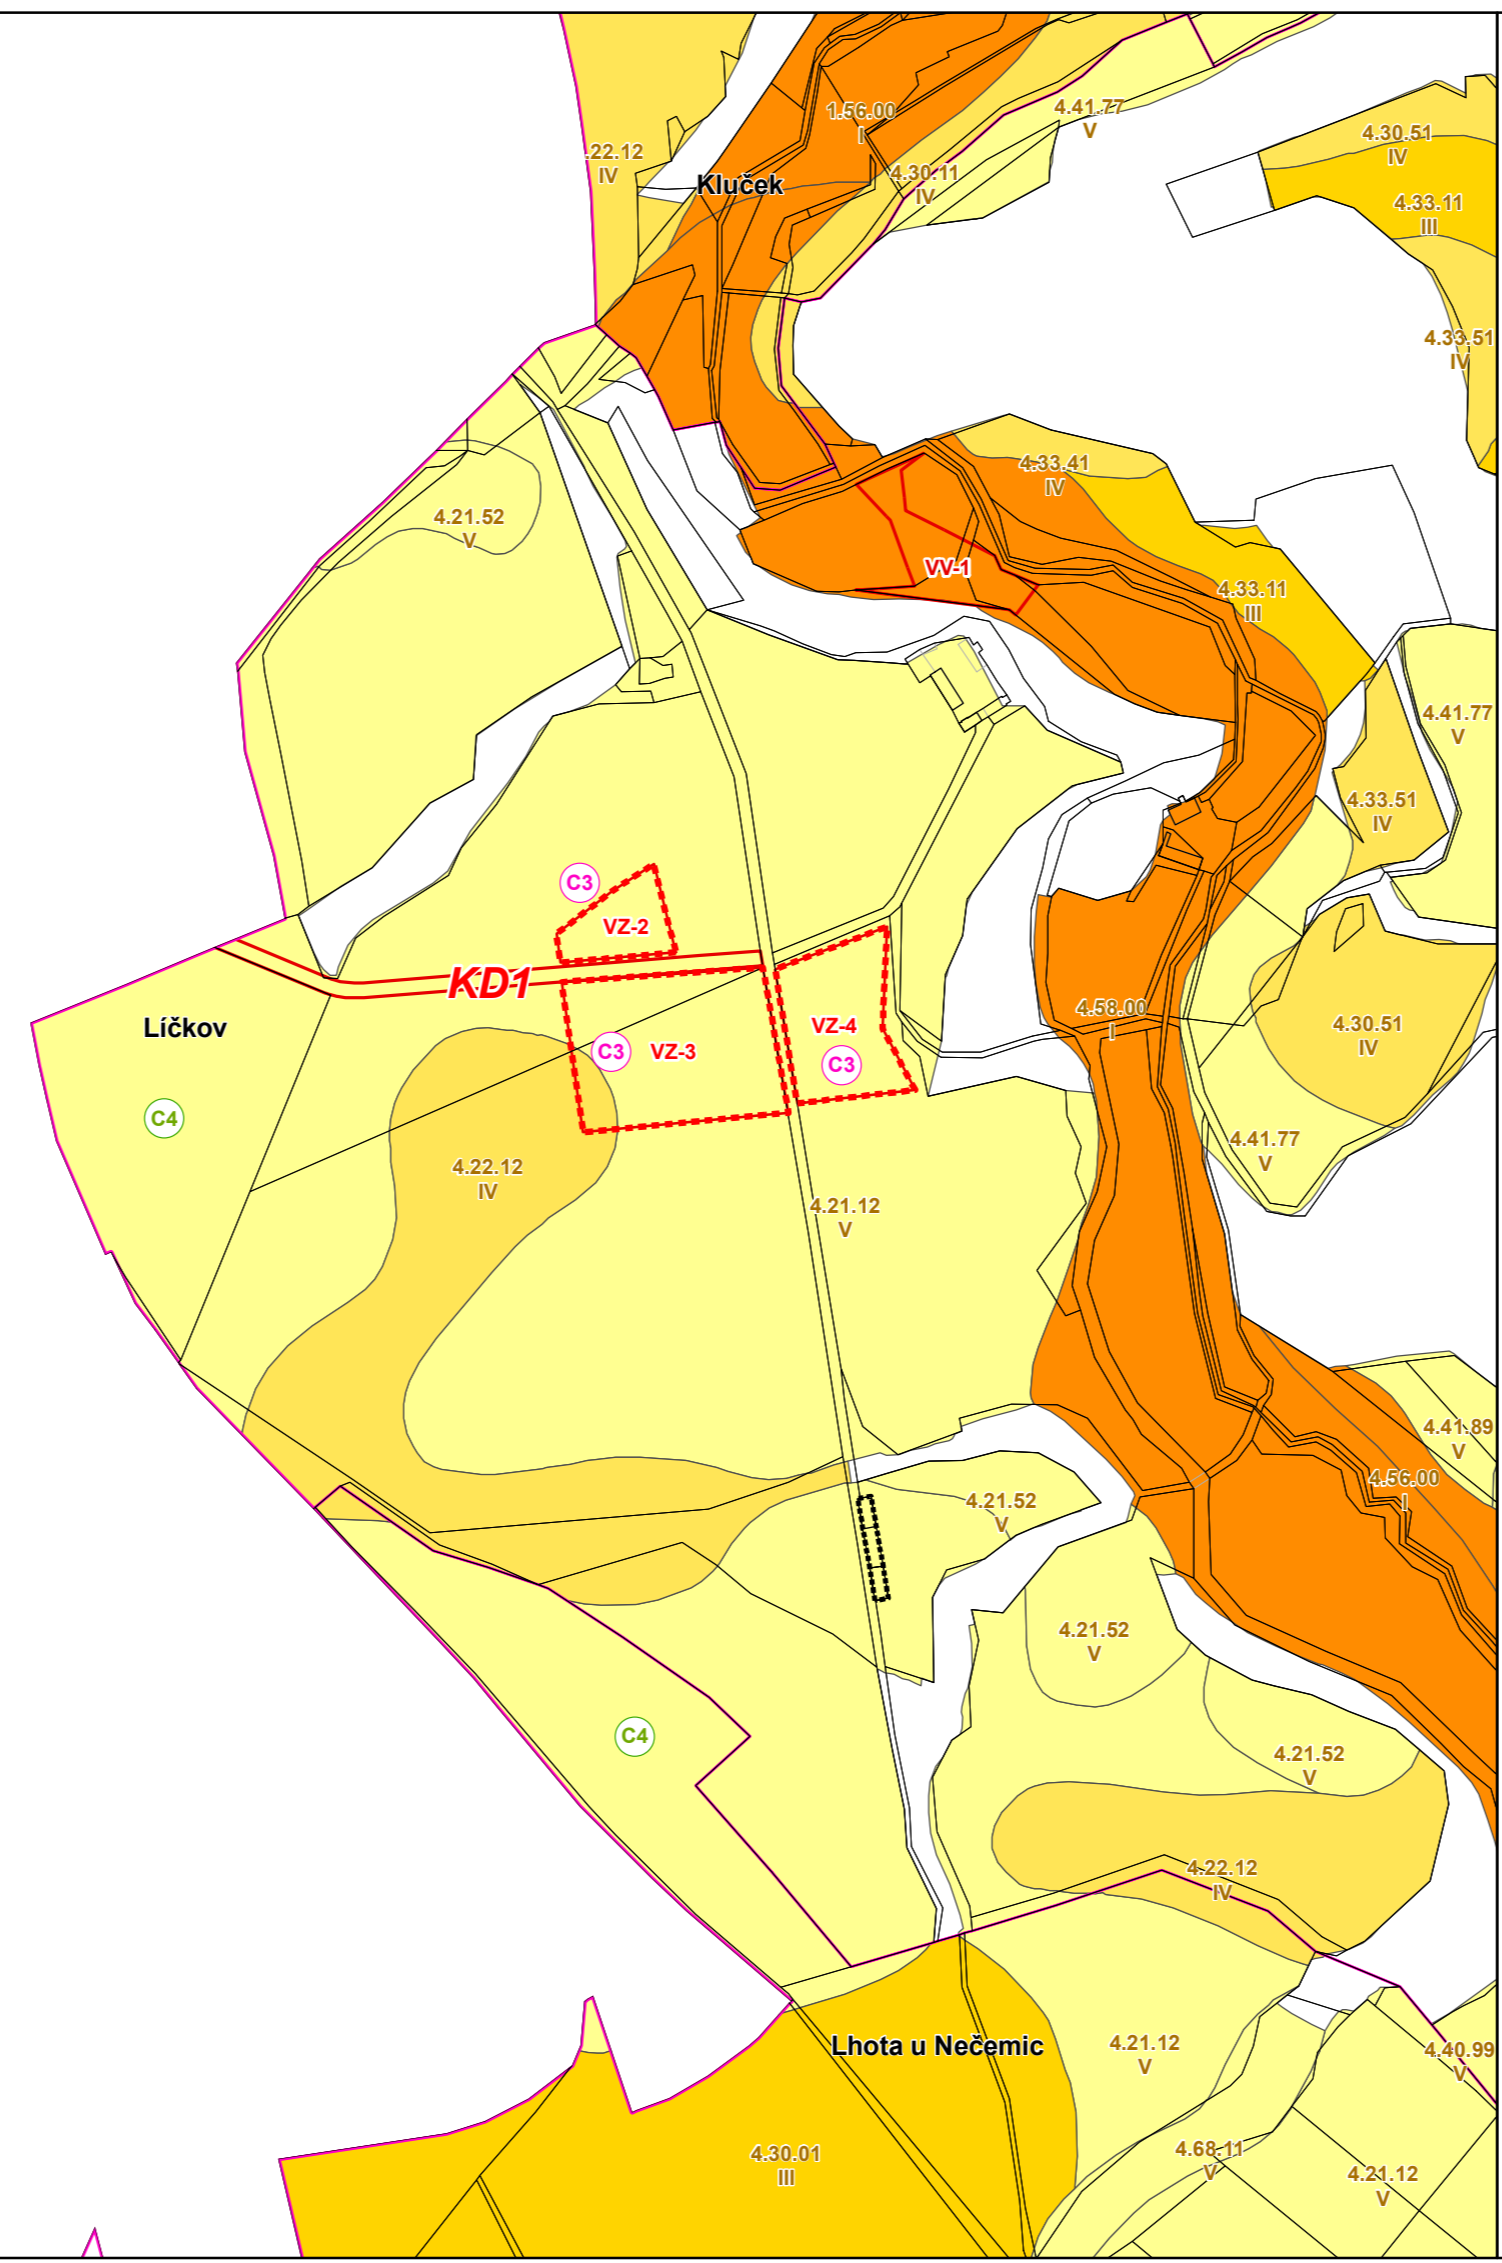 1.56.00
I
4.41.77
V
4.30.51
IV
.22.12
IV
Kluček
4.30.11
IV
4.33.11
III
4.33.51
IV
4.33.41
IV
4.21.52
V
VV-1
4.33.11
III
4.41.77
V
4.33.51
IV
C3
VZ-2
KD1
Líčkov
C3
VZ-3
VZ-4
C3
4.58.00
I
4.30.51
IV
C4
4.22.12
IV
4.41.77
V
4.21.12
V
4.41.89
V
4.56.00
I
4.21.52
V
4.21.52
V
C4
4.21.52
V
4.22.12
IV
Lhota u Nečemic
4.21.12
V
4.40.99
V
4.30.01
III
4.68.11
V
4.21.12
V